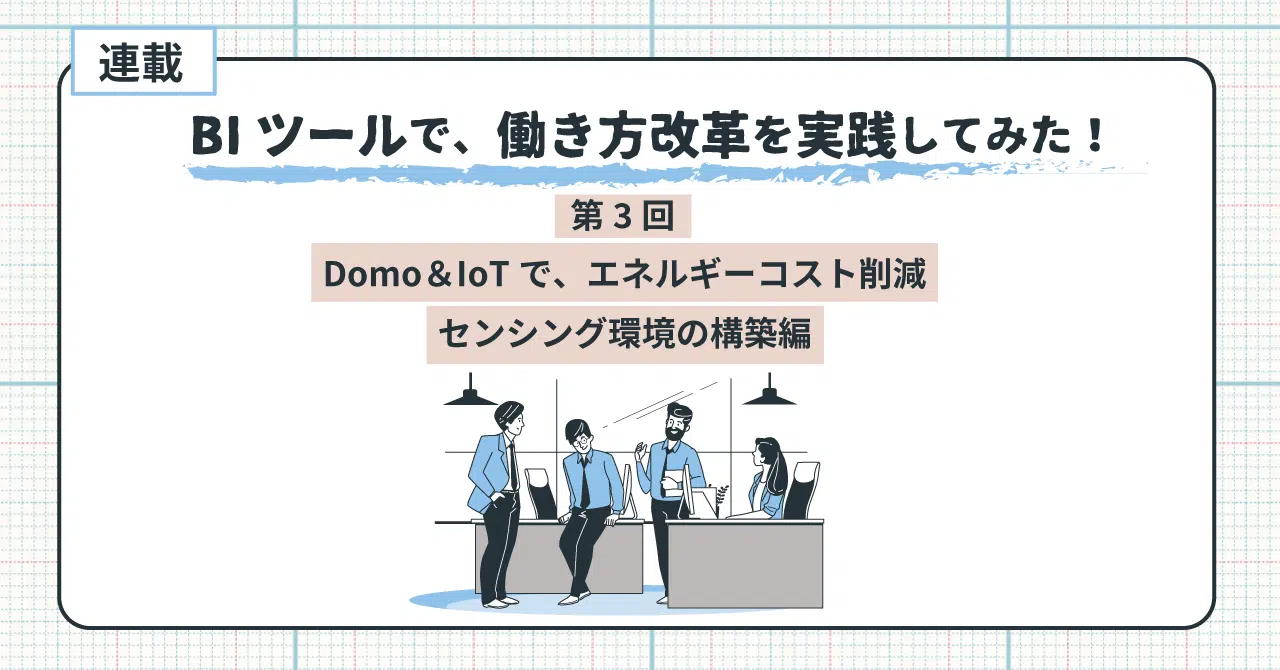 連載
BI ツールで、働き方改革を実践してみた！
第 3 回
Domo＆IoT で、エネルギーコスト削減
センシング環境の構築編